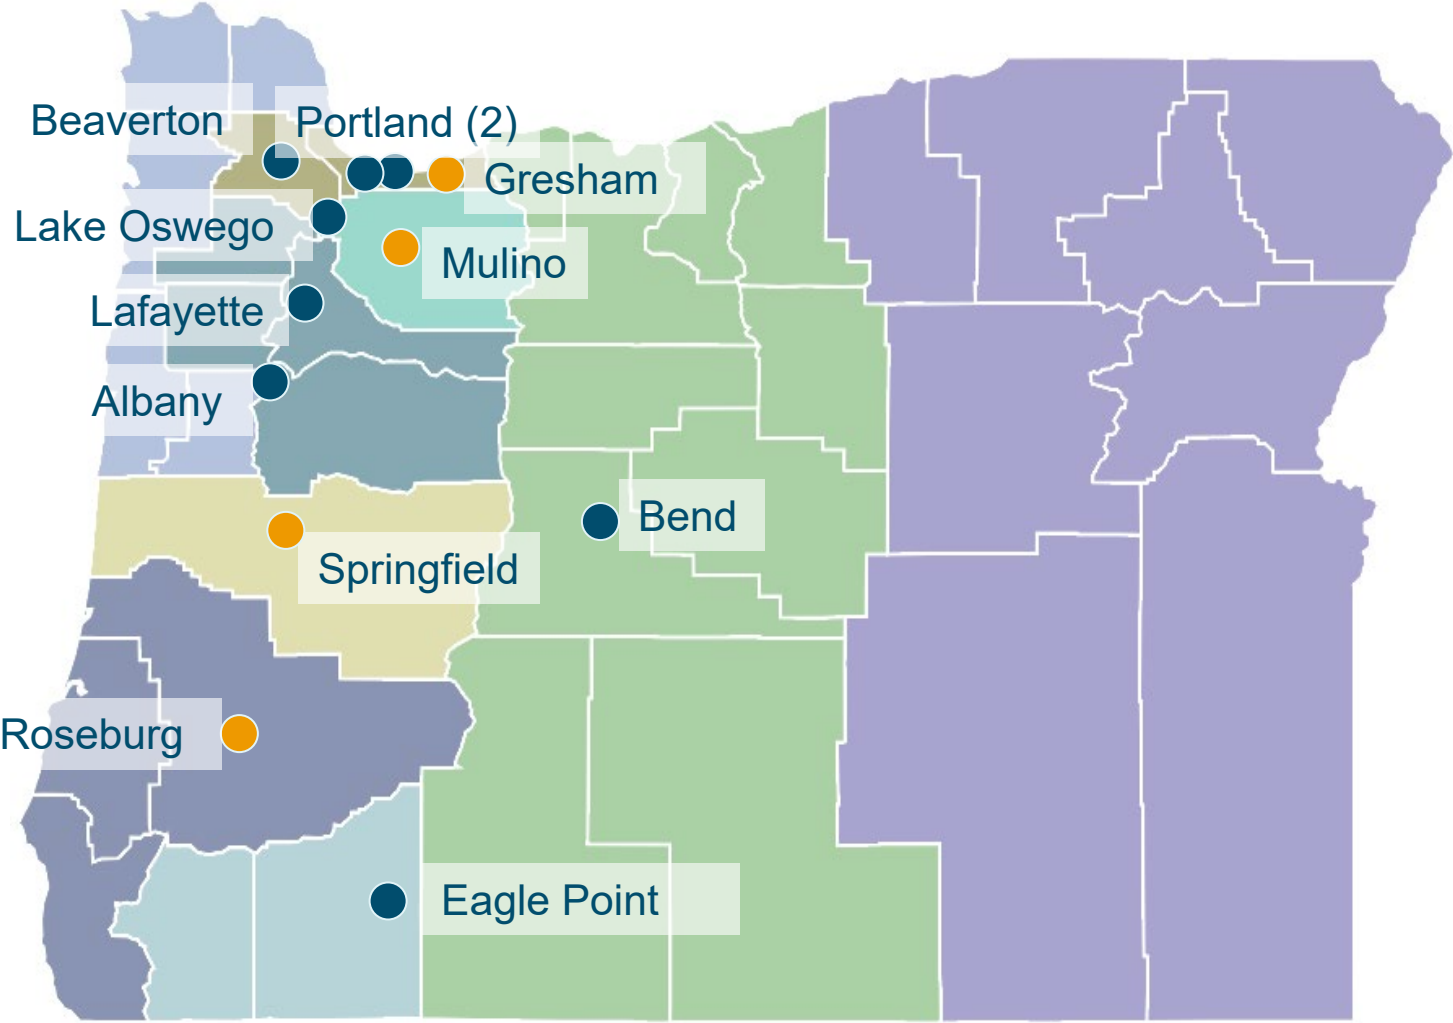 Beaverton
Portland (2)
Gresham
Lake Oswego
Mulino
Lafayette
Albany
Bend
Springfield
Roseburg
Eagle Point